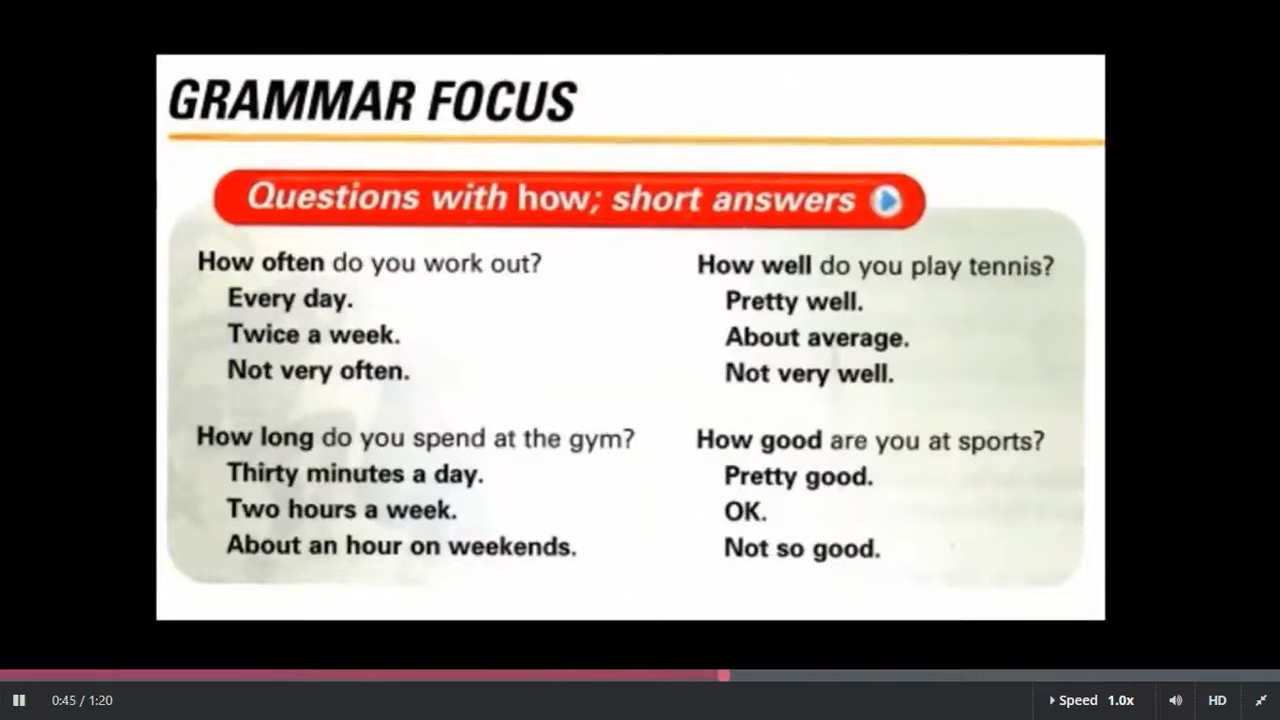 GRAMMAR FOCUS
Questions with how; short answers
How often do you work out?
Every day.
Twice a week.
Not very often.
How long do you spend at the gym?
Thirty minutes a day.
Two hours a week.
About an hour on weekends.
How well do you play tennis?
Pretty well.
About average.
Not very well.
How good are you at sports?
Pretty good.
OK.
Not so good.
0:45 / 1:20
Speed 1.0x
HD